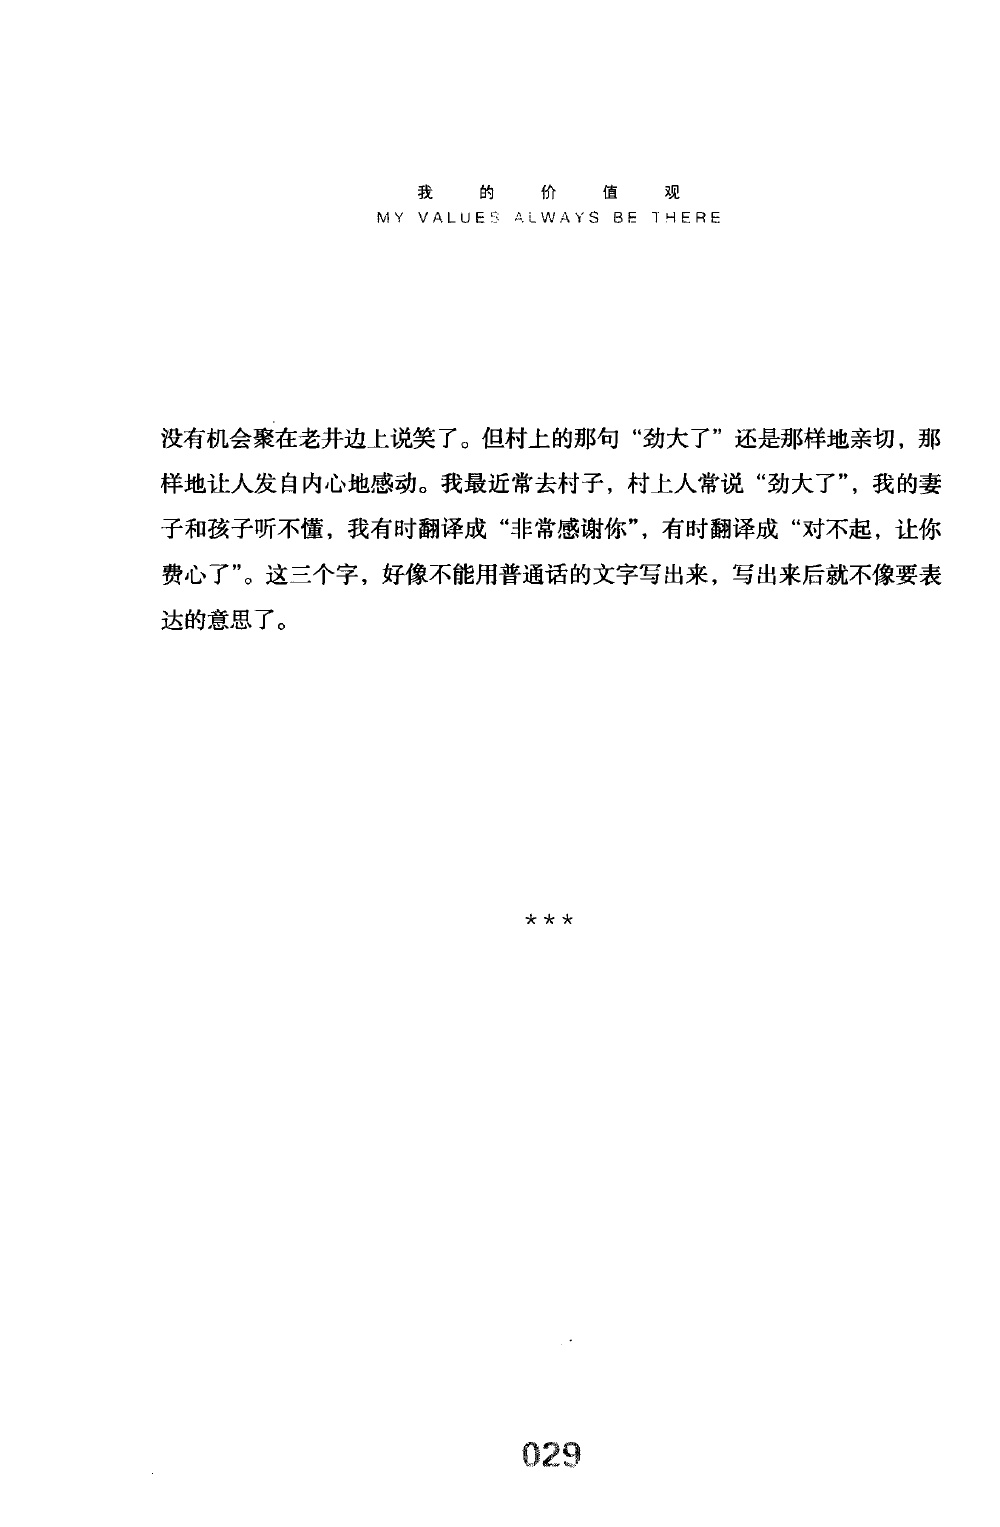 我的价值观
MY VALUES ALWAYS BE THERE
没有机会聚在老井边上说笑了。但村上的那句“劲大了”还是那样地亲切，那
样地让人发自内心地感动。我最近常去村子，村上人常说“劲大了”，我的妻
子和孩子听不懂，我有时翻译成“非常感谢你”，有时翻译成“对不起，让你
费心了”。这三个字，好像不能用普通话的文字写出来，写出来后就不像要表
达的意思了。
***
029